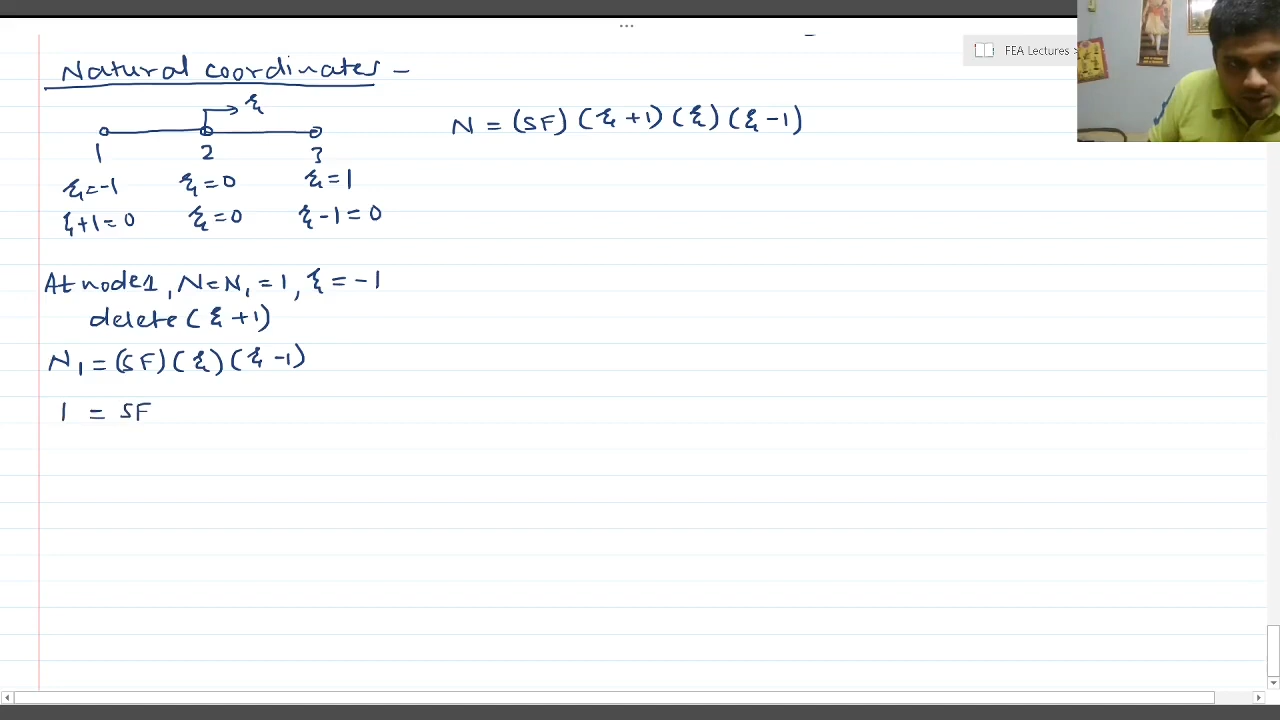 FEA Lectures >
Natural coordinates -
ξ
1 2 3
ξ=-1 ξ=0 ξ=1
ξ+1=0 ξ=0 ξ-1=0
N = (SF) (ξ+1) (ξ) (ξ-1)
At node 1, N=N₁=1, ξ=-1
delete (ξ+1)
N₁ = (SF) (ξ) (ξ-1)
1 = SF